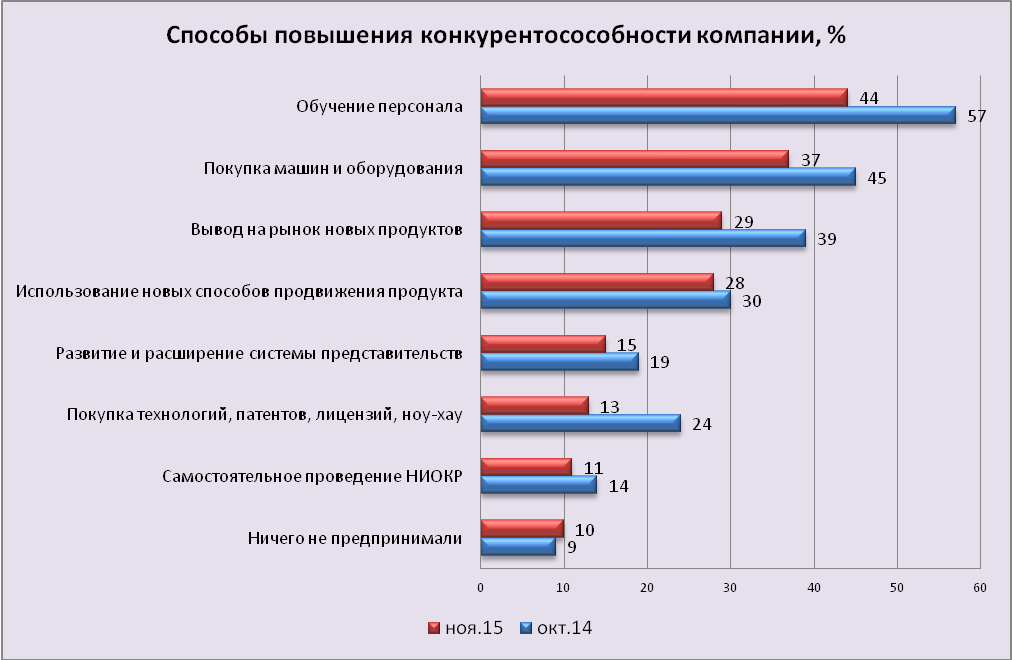 Способы повышения конкурентосособности компании, %
Обучение персонала
44
57
Покупка машин и оборудования
37
45
Вывод на рынок новых продуктов
29
39
Использование новых способов продвижения продукта
28
30
Развитие и расширение системы представительств
15
19
Покупка технологий, патентов, лицензий, ноу-хау
13
24
Самостоятельное проведение НИОКР
11
14
Ничего не предпринимали
10
9
0 10 20 30 40 50 60
ноя.15 окт.14